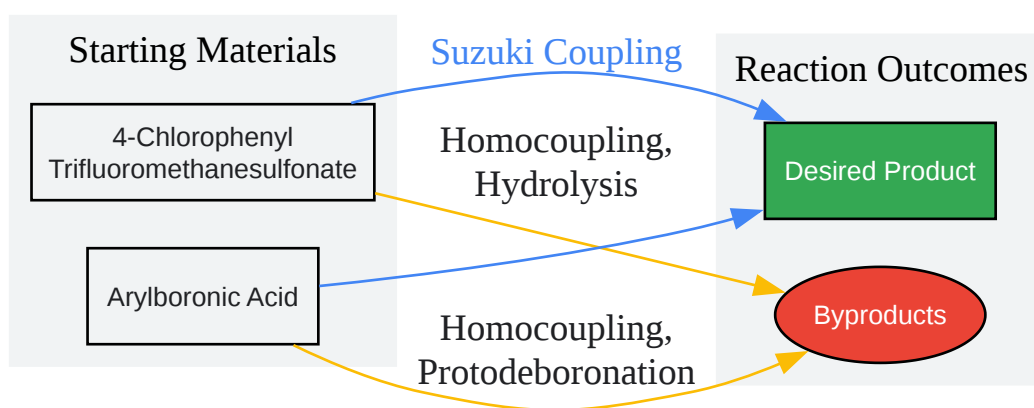 Starting Materials
4-Chlorophenyl
Trifluoromethanesulfonate
Arylboronic Acid
Suzuki Coupling
Homocoupling,
Hydrolysis
Homocoupling,
Protodeboronation
Reaction Outcomes
Desired Product
Byproducts